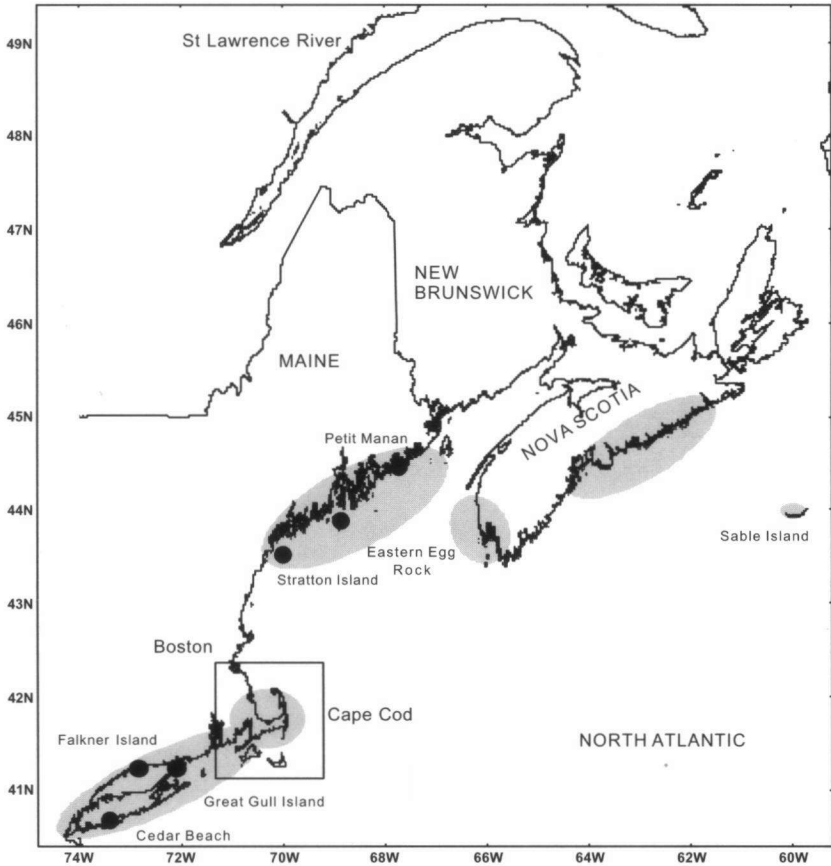 49N
St Lawrence River
48N
47N
NEW
BRUNSWICK
46N
MAINE
45N
NOVA SCOTIA
Petit Manan
44N
Eastern Egg
Rock
Sable Island
Stratton Island
43N
Boston
42N
Cape Cod
Falkner Island
NORTH ATLANTIC
41N
Great Gull Island
Cedar Beach
74W 72W 70W 68W 66W 64W 62W 60W